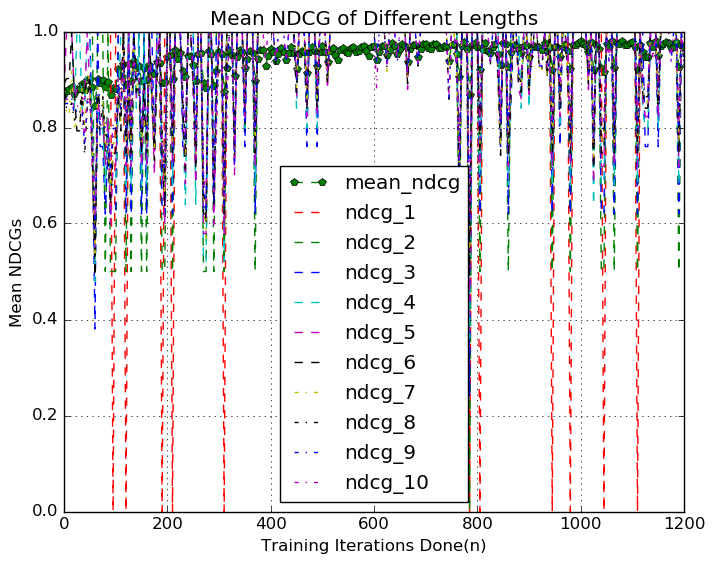 Mean NDCG of Different Lengths
1.0
0.8
0.6
0.4
0.2
0.0
Mean NDCGs
mean_ndcg
ndcg_1
ndcg_2
ndcg_3
ndcg_4
ndcg_5
ndcg_6
ndcg_7
ndcg_8
ndcg_9
ndcg_10
0 200 400 600 800 1000 1200
Training Iterations Done(n)